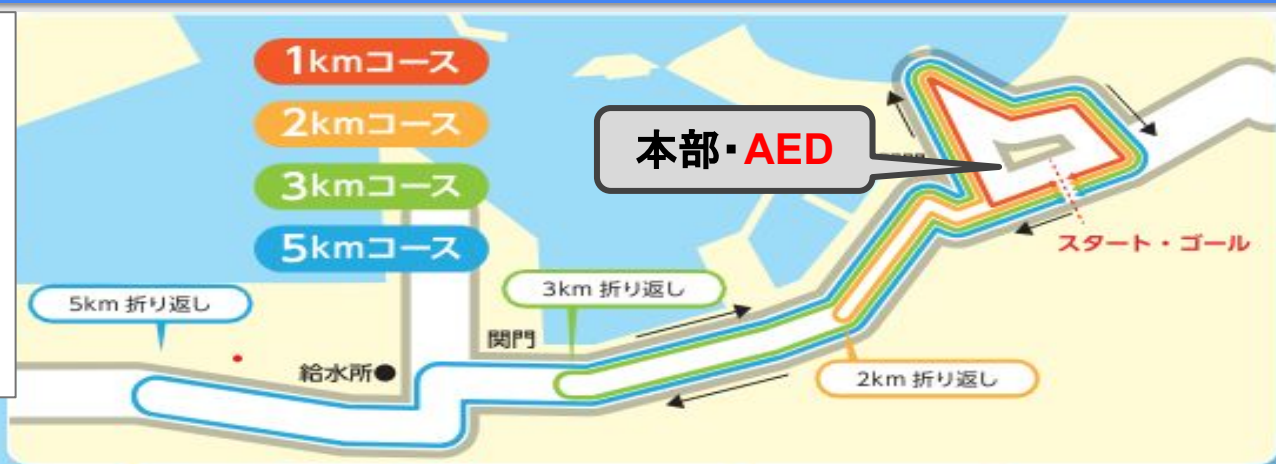 1kmコース
2kmコース
3kmコース
5kmコース
本部・AED
スタート・ゴール
3km 折り返し
5km 折り返し
関門
給水所●
2km 折り返し